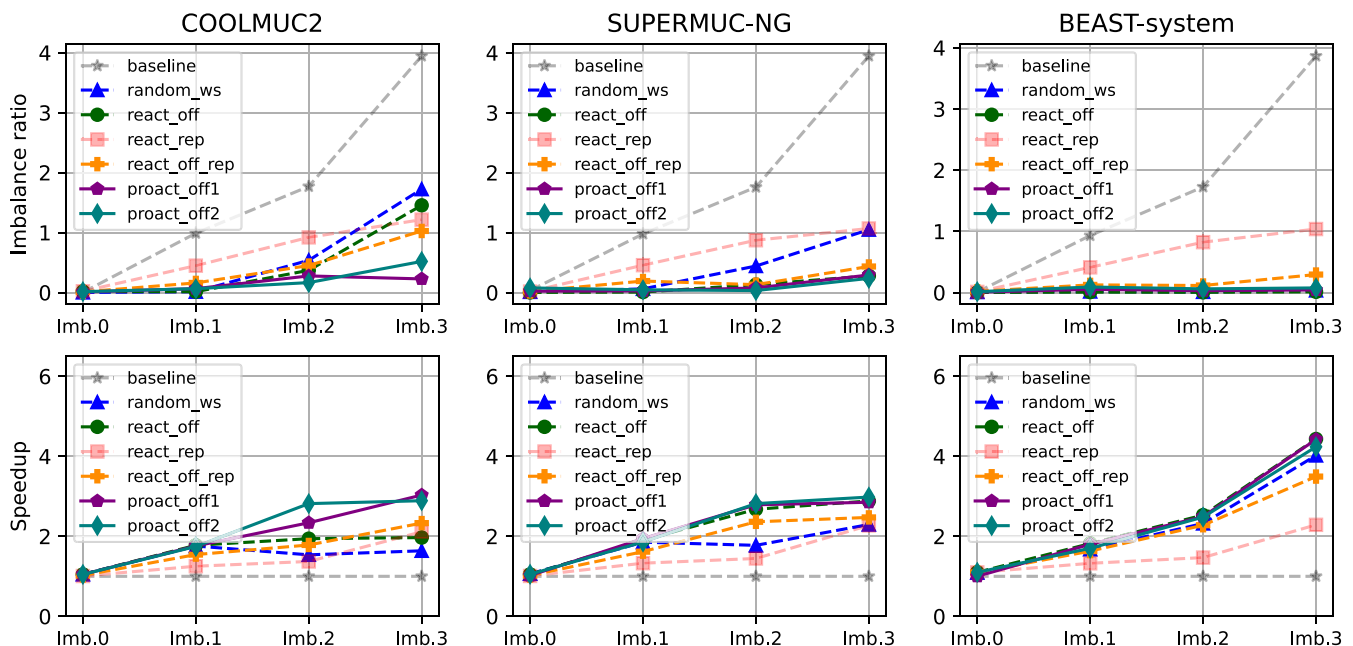 COOLMUC2
SUPERMUC-NG
BEAST-system
Imbalance ratio
4
3
2
1
0
baseline
random_ws
react_off
react_rep
react_off_rep
proact_off1
proact_off2
Imb.0 Imb.1 Imb.2 Imb.3
4
3
2
1
0
baseline
random_ws
react_off
react_rep
react_off_rep
proact_off1
proact_off2
Imb.0 Imb.1 Imb.2 Imb.3
4
3
2
1
0
baseline
random_ws
react_off
react_rep
react_off_rep
proact_off1
proact_off2
Imb.0 Imb.1 Imb.2 Imb.3
Speedup
6
4
2
0
baseline
random_ws
react_off
react_rep
react_off_rep
proact_off1
proact_off2
Imb.0 Imb.1 Imb.2 Imb.3
6
4
2
0
baseline
random_ws
react_off
react_rep
react_off_rep
proact_off1
proact_off2
Imb.0 Imb.1 Imb.2 Imb.3
6
4
2
0
baseline
random_ws
react_off
react_rep
react_off_rep
proact_off1
proact_off2
Imb.0 Imb.1 Imb.2 Imb.3